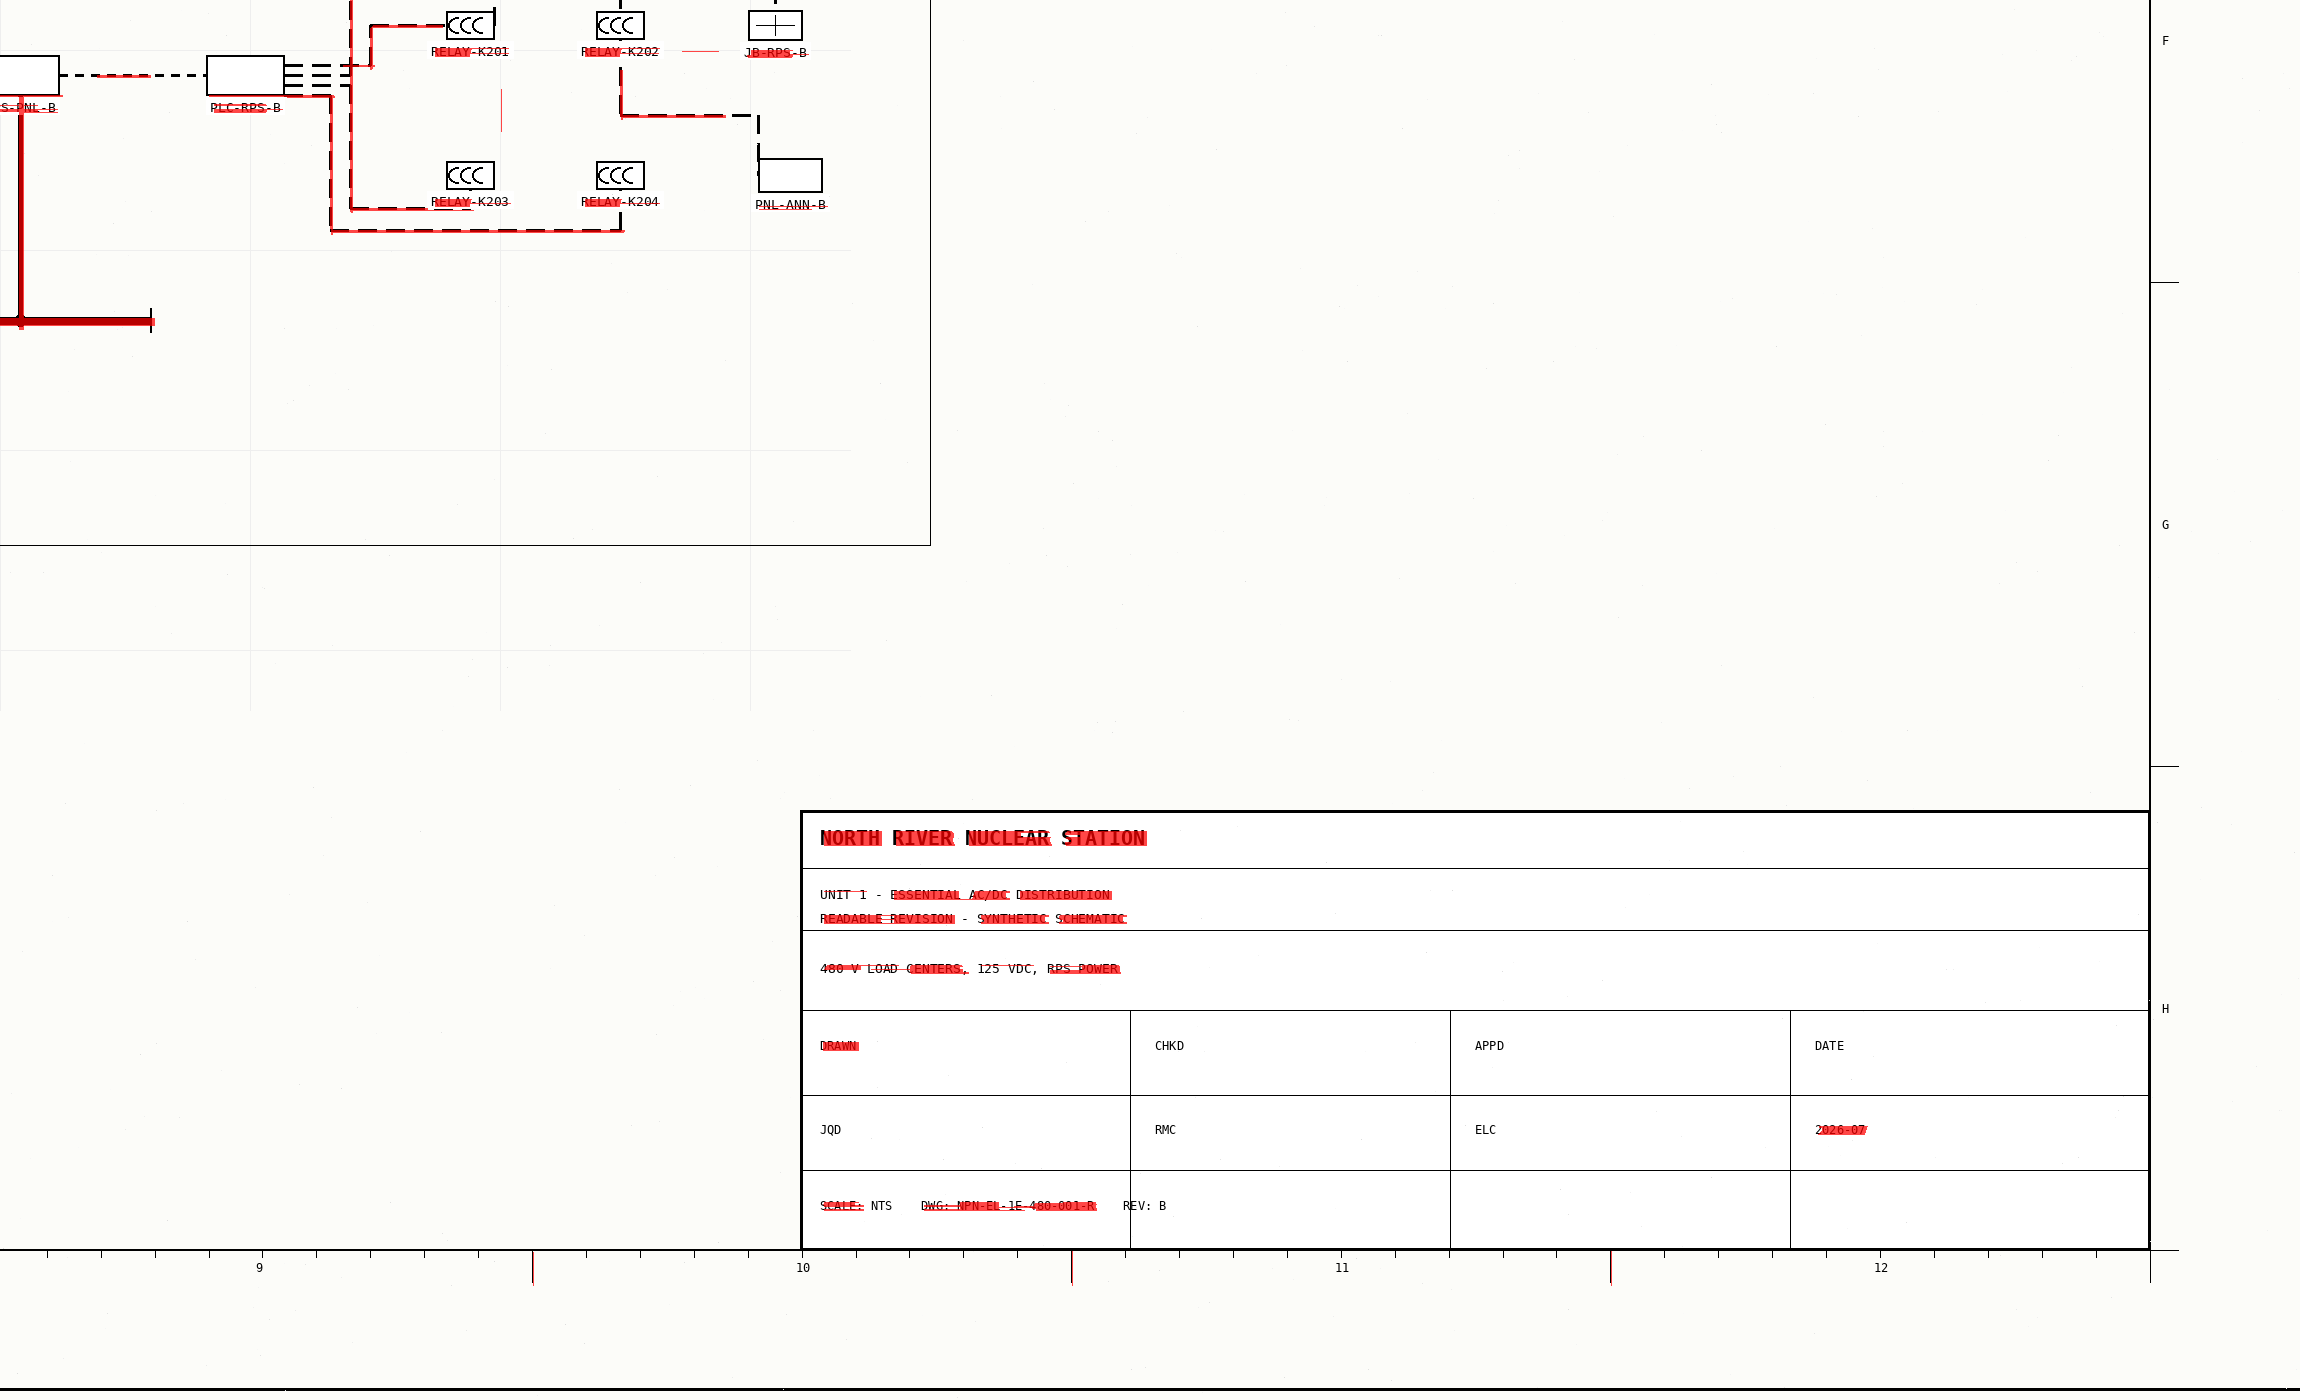 F
RELAY-K201 RELAY-K202 JB-RPS-B
S-PNL-B PLC-RPS-B
RELAY-K203 RELAY-K204 PNL-ANN-B
G
NORTH RIVER NUCLEAR STATION
UNIT 1 - ESSENTIAL AC/DC DISTRIBUTION
READABLE REVISION - SYNTHETIC SCHEMATIC
480 V LOAD CENTERS, 125 VDC, RPS POWER
H
DRAWN CHKD APPD DATE
JQD RMC ELC 2026-07
SCALE: NTS DWG: NPN-EL-1E-480-001-R REV: B
9 10 11 12